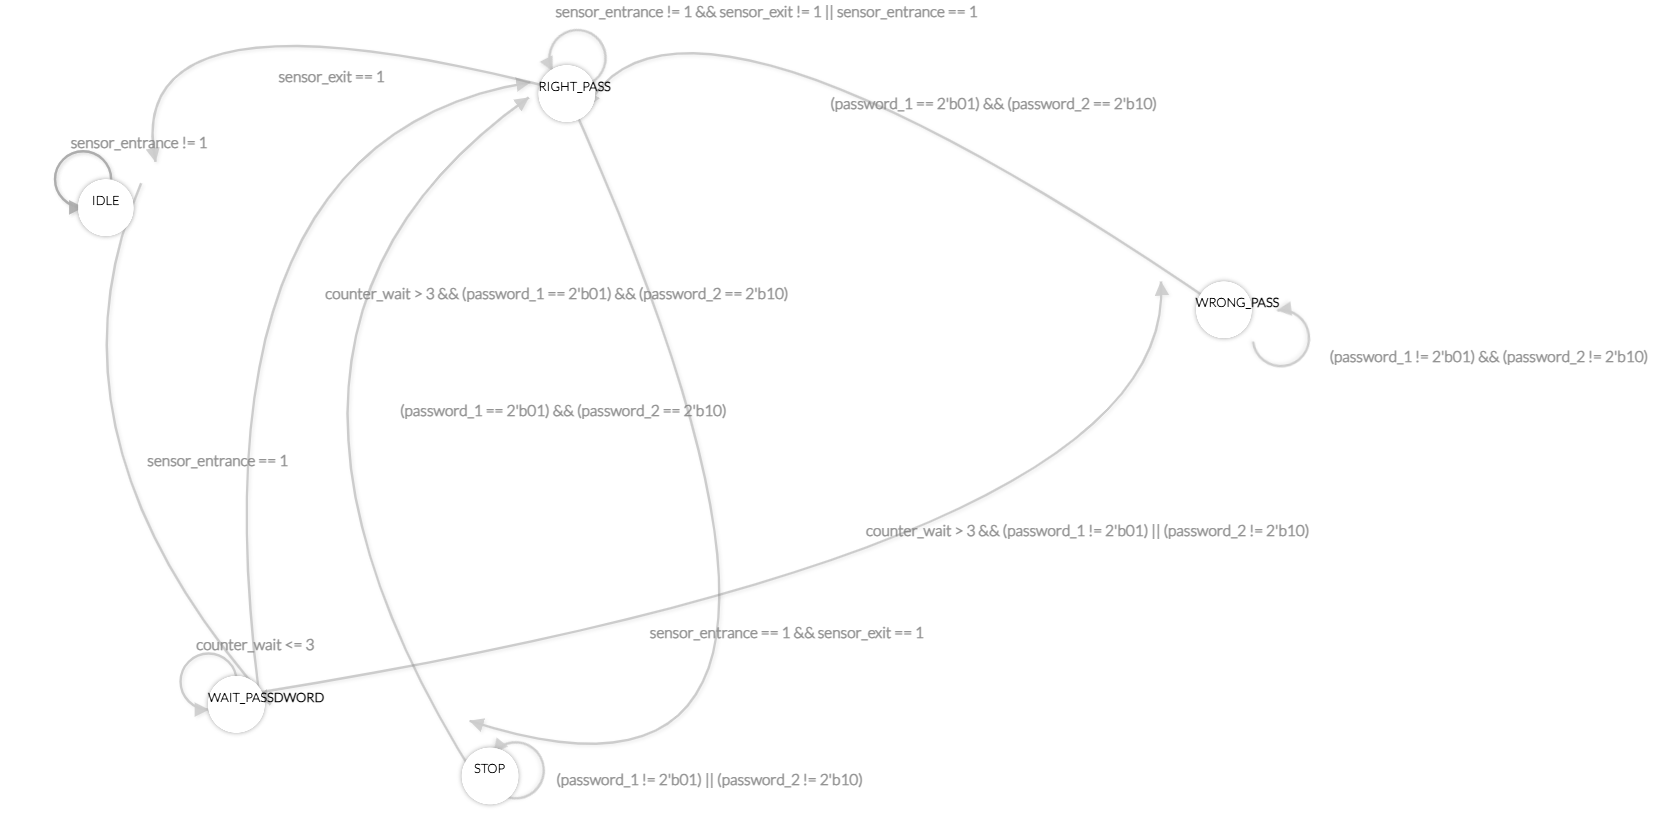 sensor_entrance != 1 && sensor_exit != 1 || sensor_entrance == 1
sensor_exit == 1
RIGHT_PASS
(password_1 == 2'b01) && (password_2 == 2'b10)
sensor_entrance != 1
IDLE
counter_wait > 3 && (password_1 == 2'b01) && (password_2 == 2'b10)
WRONG_PASS
(password_1 != 2'b01) && (password_2 != 2'b10)
(password_1 == 2'b01) && (password_2 == 2'b10)
sensor_entrance == 1
counter_wait > 3 && (password_1 != 2'b01) || (password_2 != 2'b10)
sensor_entrance == 1 && sensor_exit == 1
counter_wait <= 3
WAIT_PASSDWORD
STOP
(password_1 != 2'b01) || (password_2 != 2'b10)